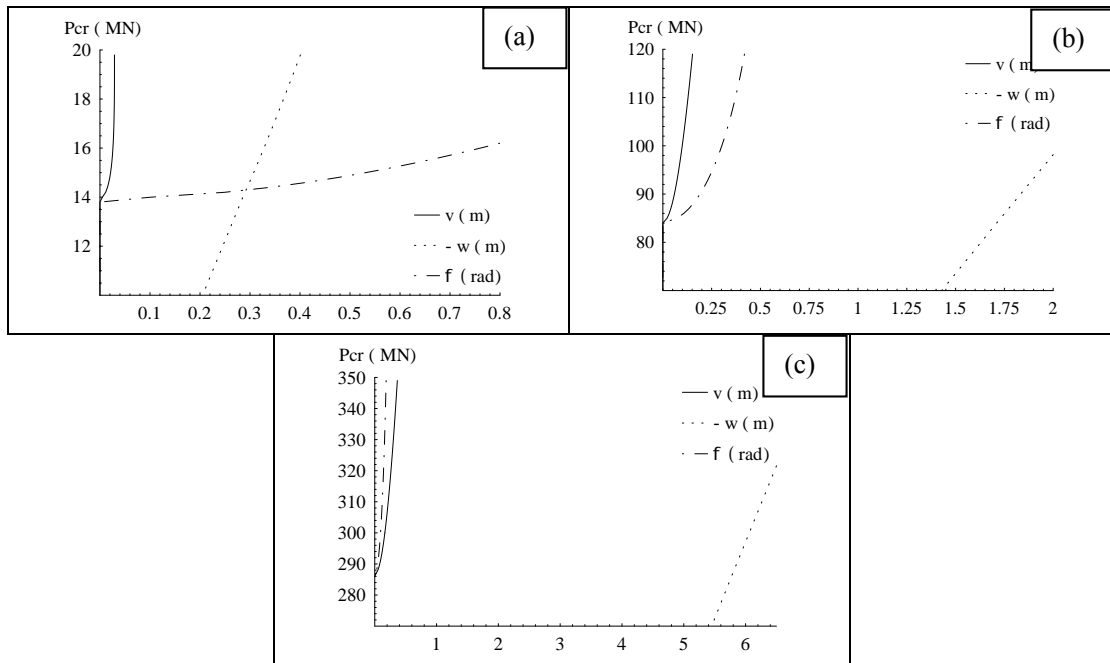 Pcr ( MN)
(a)
20
18
16
14
12
v ( m)
- w ( m)
f ( rad)
0.1 0.2 0.3 0.4 0.5 0.6 0.7 0.8
Pcr ( MN)
(b)
120
110
100
90
80
v ( m)
- w ( m)
f ( rad)
0.25 0.5 0.75 1 1.25 1.5 1.75 2
Pcr ( MN)
(c)
350
340
330
320
310
300
290
280
v ( m)
- w ( m)
f ( rad)
1 2 3 4 5 6